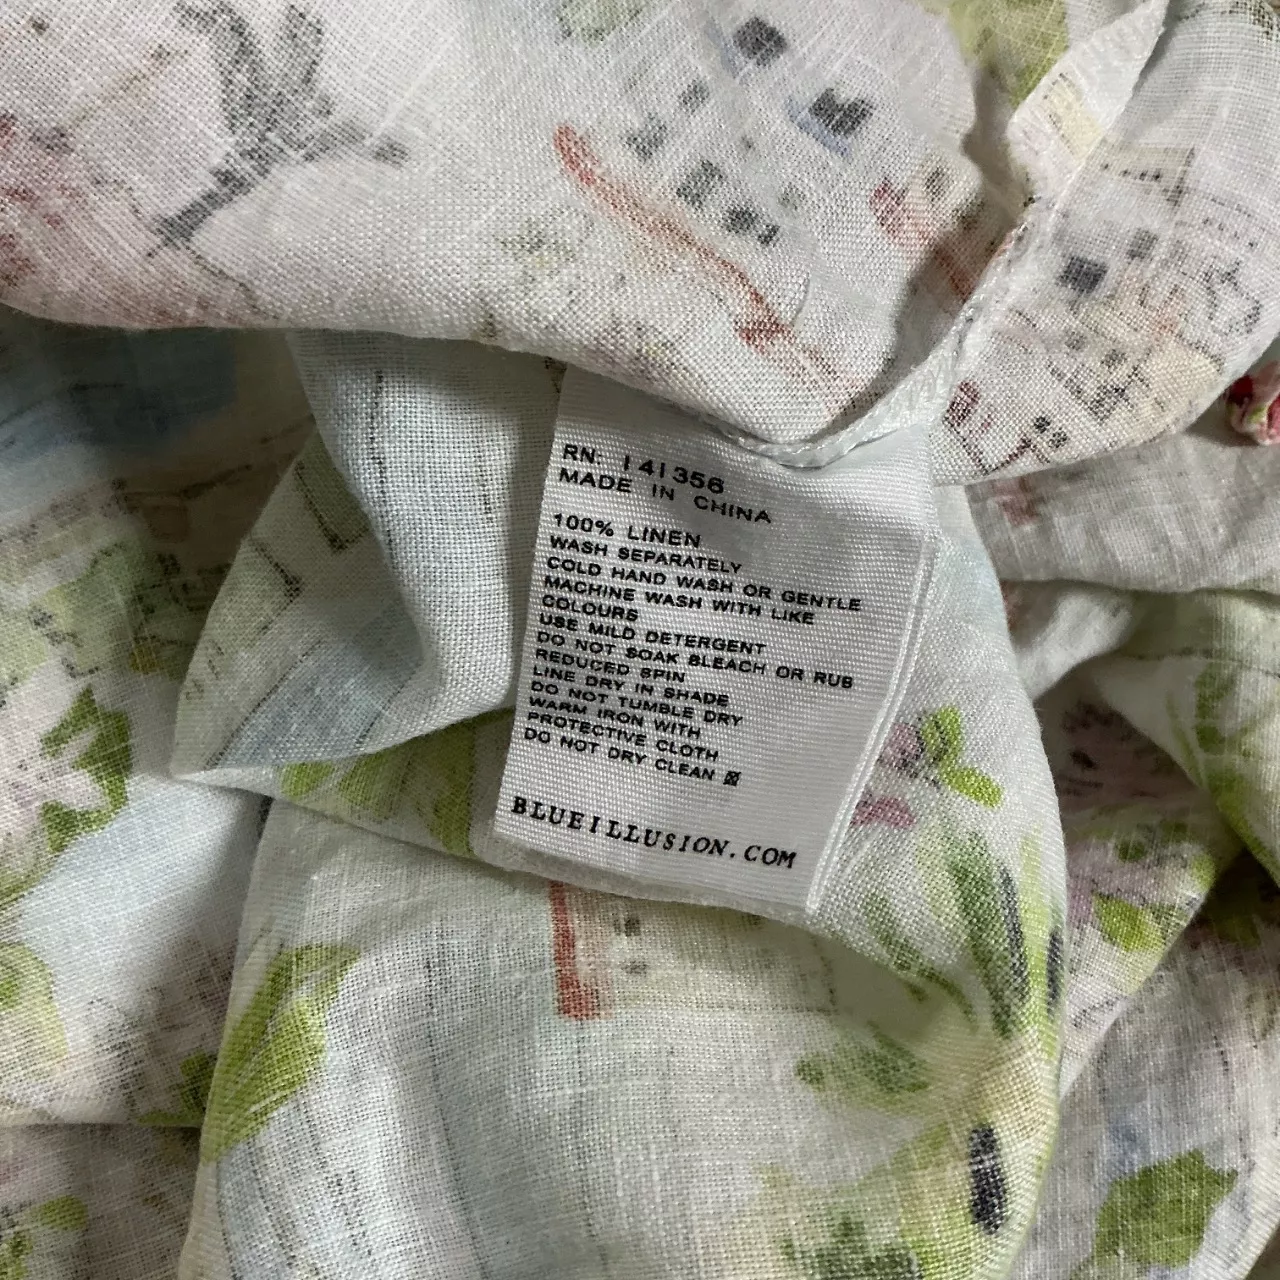 RN. 141356
MADE IN CHINA
100% LINEN
WASH SEPARATELY
COLD HAND WASH OR GENTLE
MACHINE WASH WITH LIKE
COLOURS
USE MILD DETERGENT
DO NOT SOAK BLEACH OR RUB
REDUCED SPIN
LINE DRY IN SHADE
DO NOT TUMBLE DRY
WARM IRON WITH
PROTECTIVE CLOTH
DO NOT DRY CLEAN
BLUEILLUSION.COM